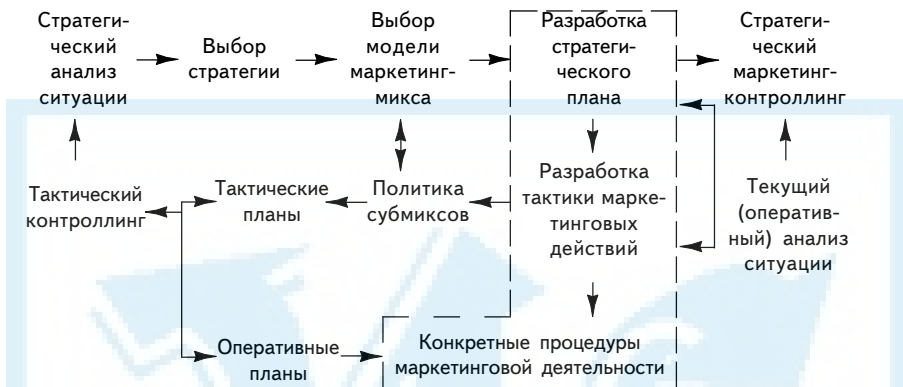 Стратеги-
ческий
анализ
ситуации
Выбор
стратегии
Выбор
модели
маркетинг-
микса
Разработка
стратеги-
ческого
плана
Стратеги-
ческий
маркетинг-
контроллинг
Тактический
контроллинг
Тактические
планы
Политика
субмиксов
Разработка
тактики марке-
тинговых
действий
Текущий
(оператив-
ный) анализ
ситуации
Оперативные
планы
Конкретные процедуры
маркетинговой деятельности